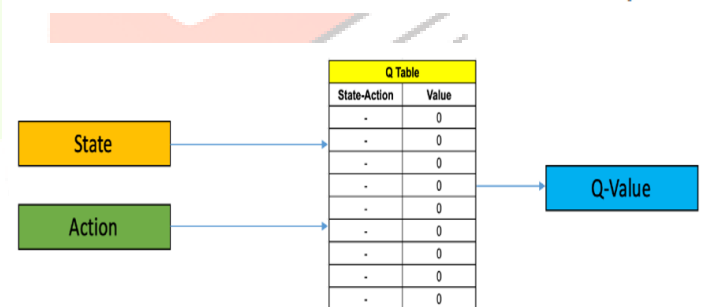 Q Table
State-Action Value
- 0
- 0
- 0
- 0
- 0
- 0
- 0
- 0
- 0
State
Action
Q-Value